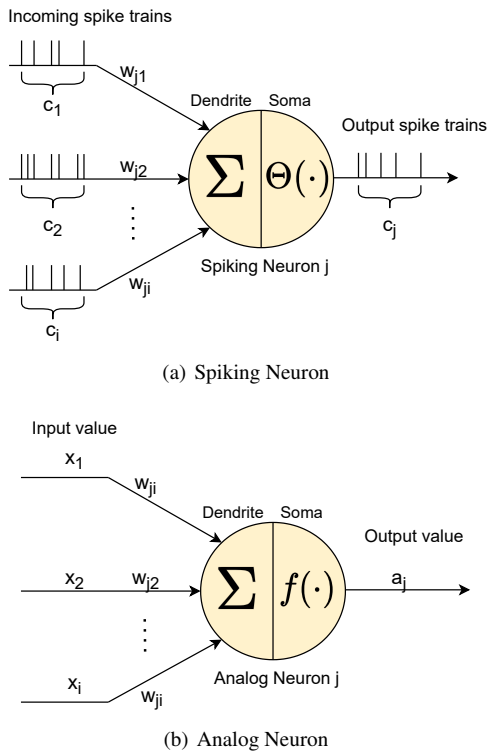 Incoming spike trains
w_j1
c_1
Dendrite Soma
Output spike trains
w_j2
Σ Θ(·)
c_2
c_j
⋮
w_ji
Spiking Neuron j
c_i
(a) Spiking Neuron
Input value
x_1
w_ji
Dendrite Soma
Output value
x_2 w_j2
Σ f(·)
a_j
⋮
x_i
w_ji
Analog Neuron j
(b) Analog Neuron